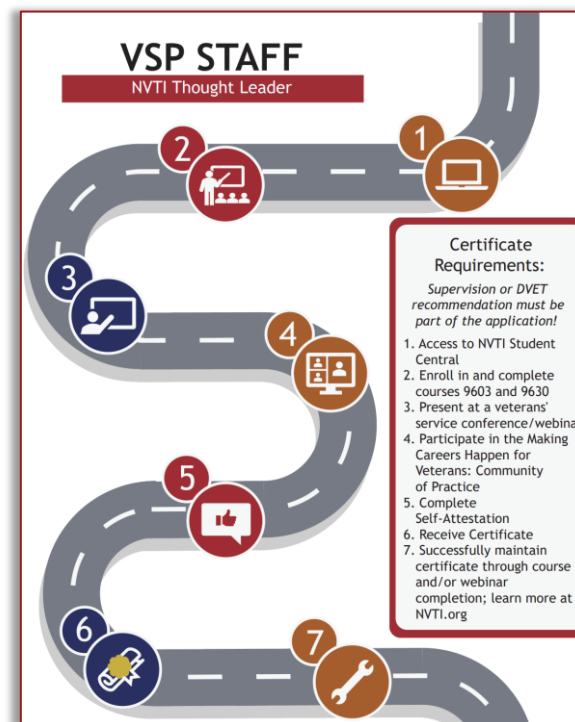 VSP STAFF
NVTI Thought Leader
1
2
3
4
5
6
7
Certificate
Requirements:
Supervision or DVET
recommendation must be
part of the application!
1. Access to NVTI Student
Central
2. Enroll in and complete
courses 9603 and 9630
3. Present at a veterans'
service conference/webina
4. Participate in the Making
Careers Happen for
Veterans: Community
of Practice
5. Complete
Self-Attestation
6. Receive Certificate
7. Successfully maintain
certificate through course
and/or webinar
completion; learn more at
NVTI.org